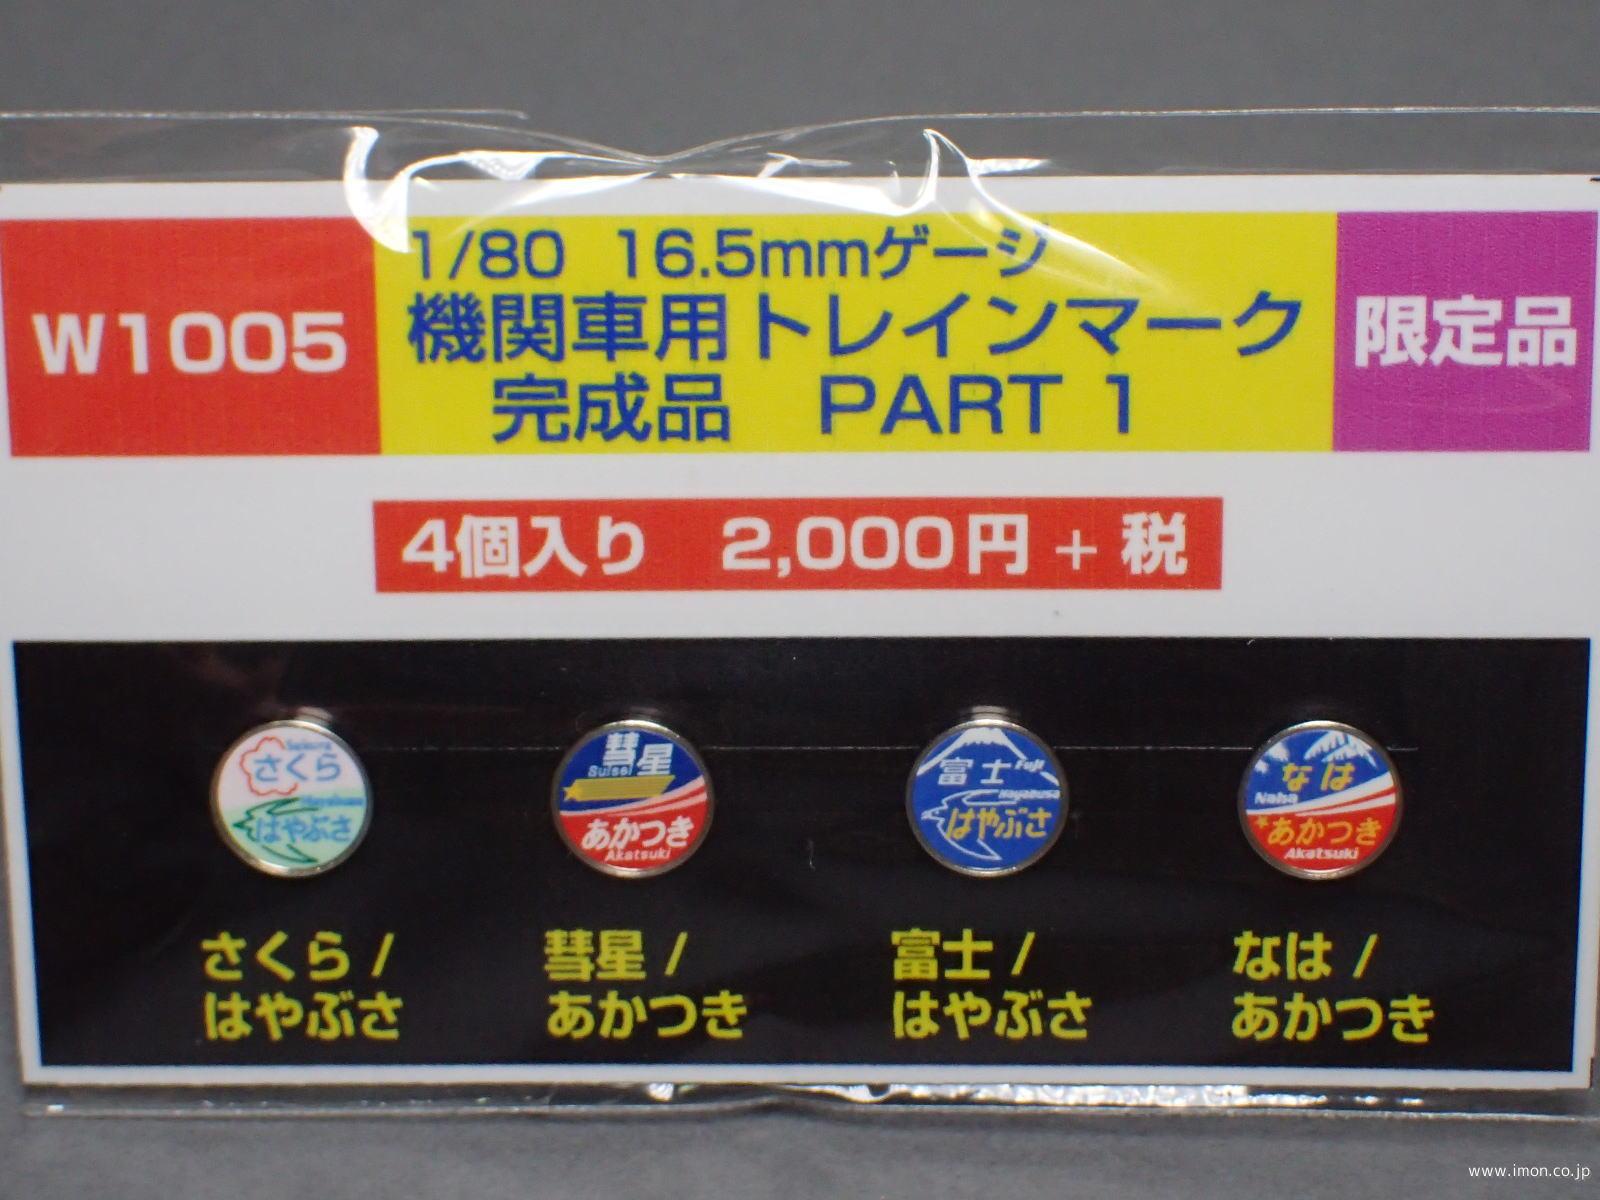 W1005
1/80 16.5mmゲージ
機関車用トレインマーク
完成品 PART 1
限定品
4個入り 2,000円+税
Sakura
さくら
Hayabusa
はやぶさ
彗星
Suisei
あかつき
Akatsuki
富士 Fuji
Hayabusa
はやぶさ
なは
Naha
あかつき
Akatsuki
さくら/
はやぶさ
彗星/
あかつき
富士/
はやぶさ
なは/
あかつき
www.imon.co.jp